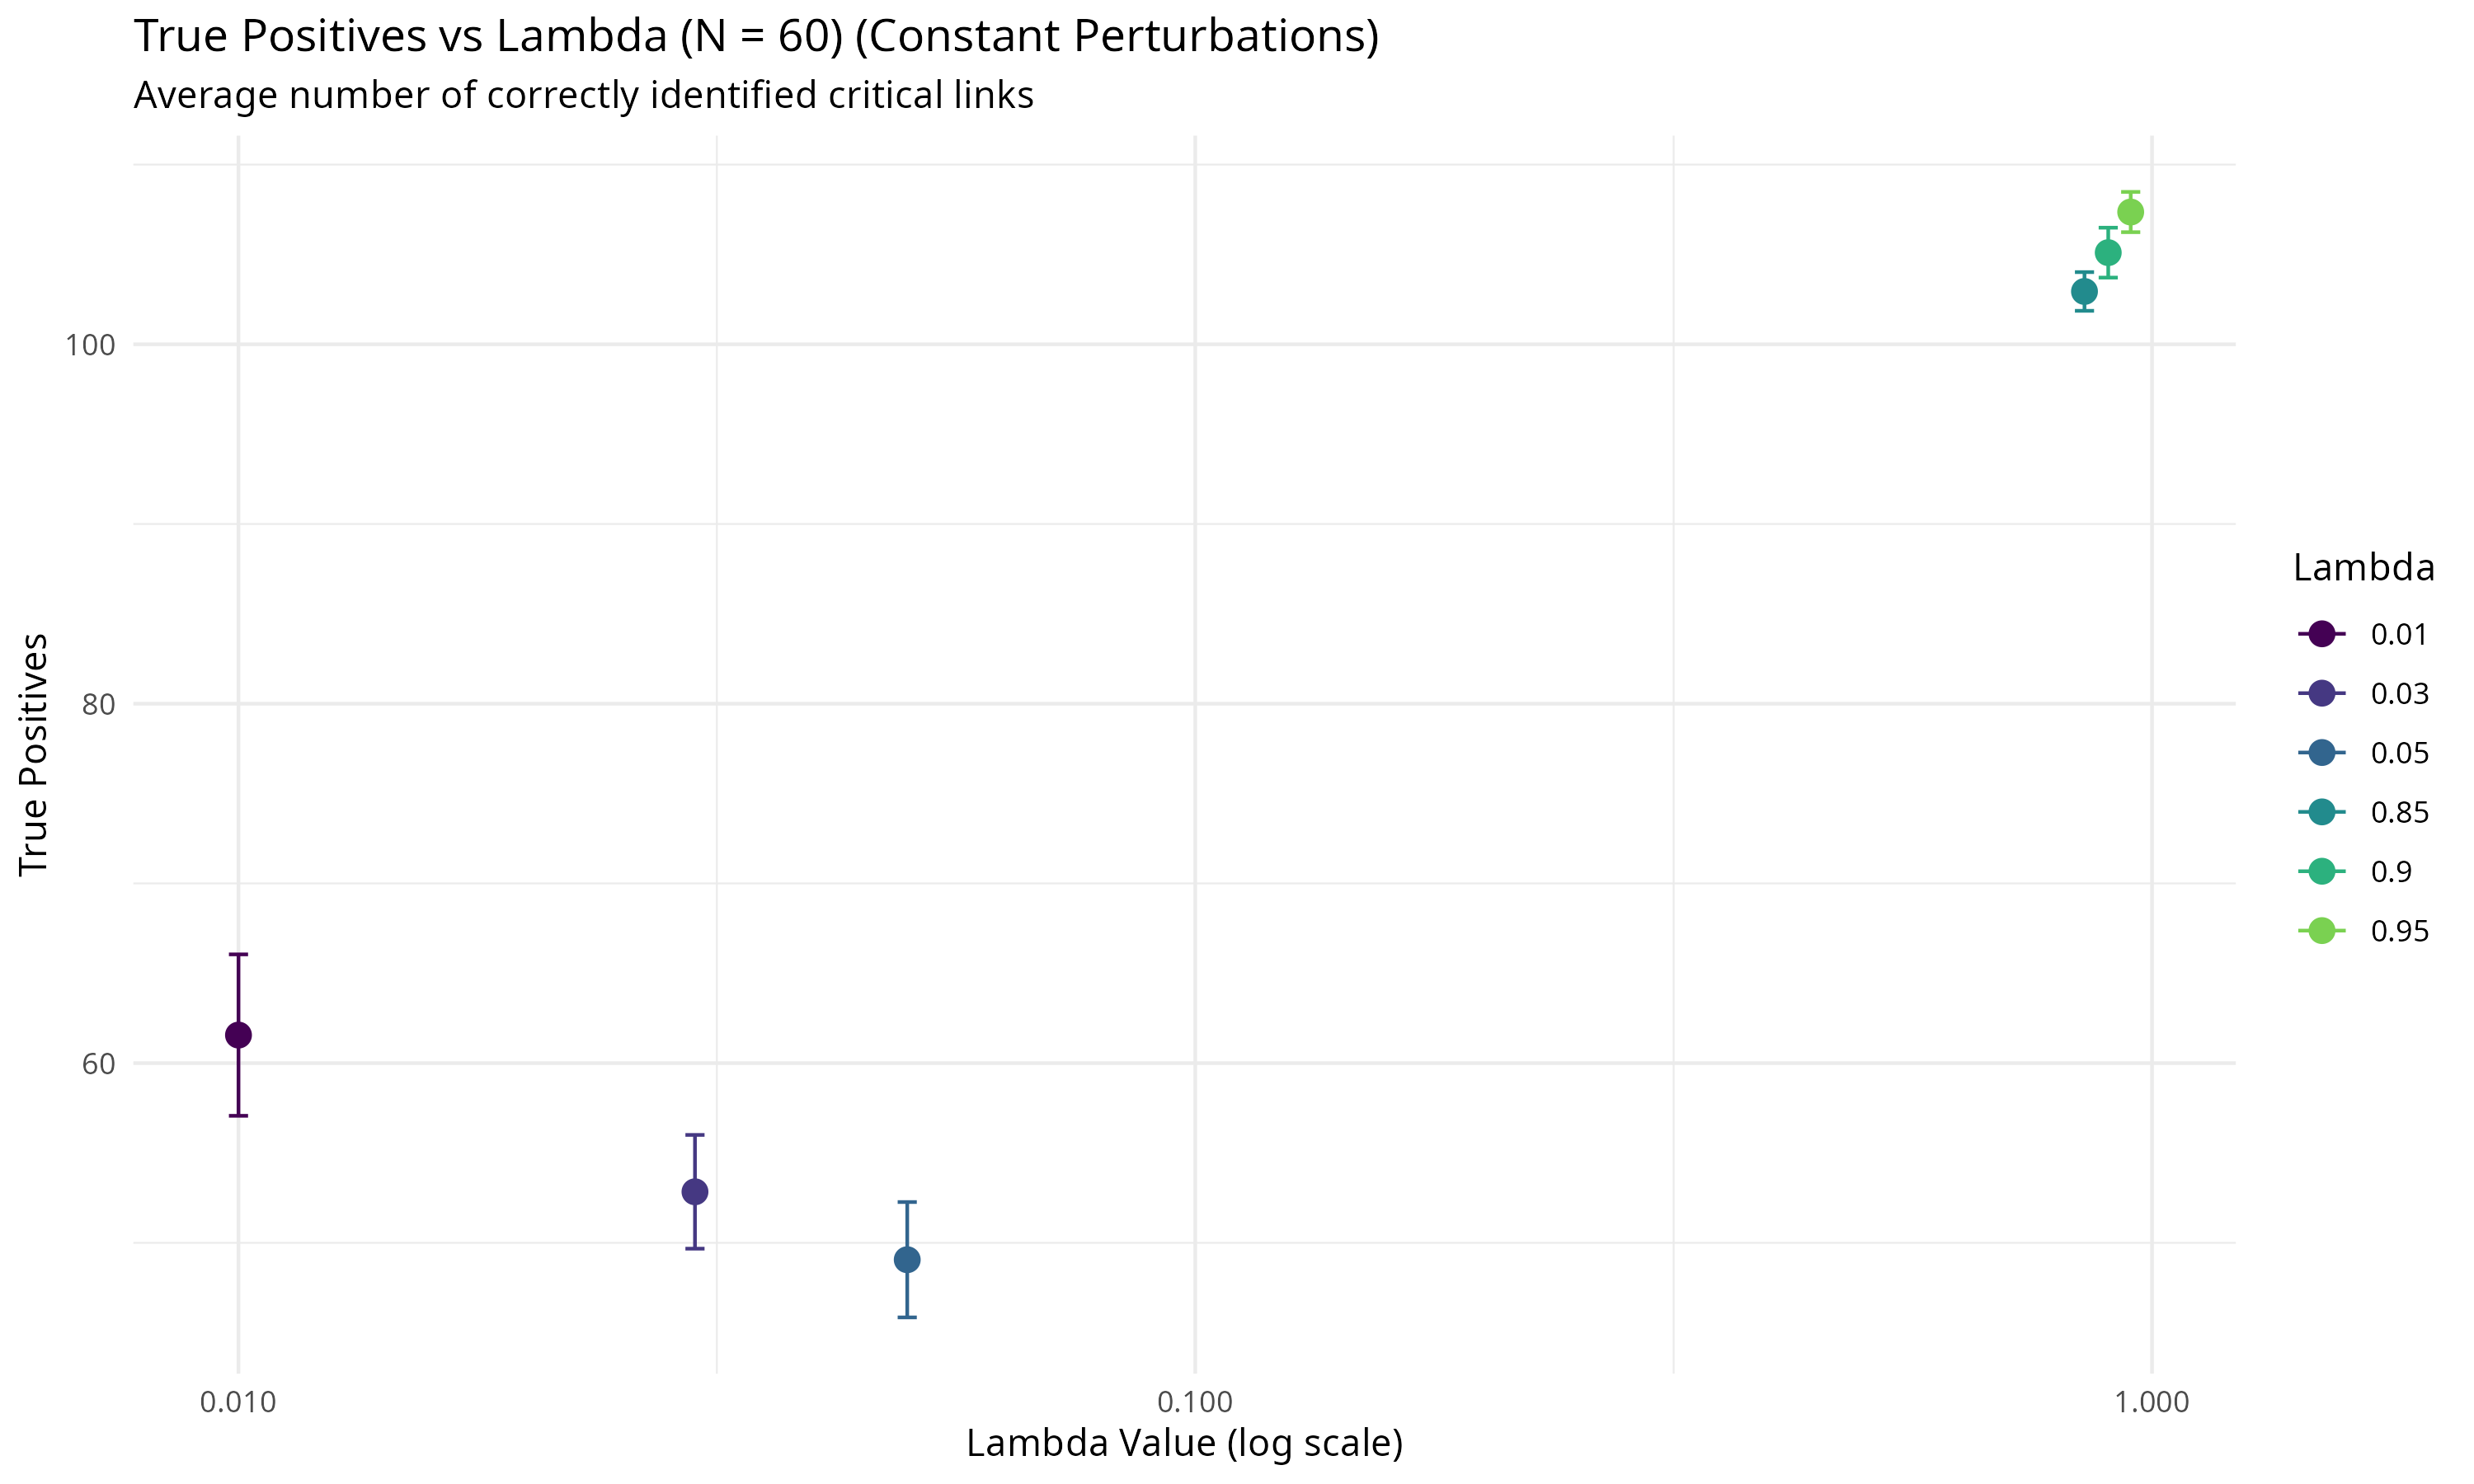 True Positives vs Lambda (N = 60) (Constant Perturbations)
Average number of correctly identified critical links
True Positives
100
80
60
0.010
0.100
1.000
Lambda Value (log scale)
Lambda
0.01
0.03
0.05
0.85
0.9
0.95